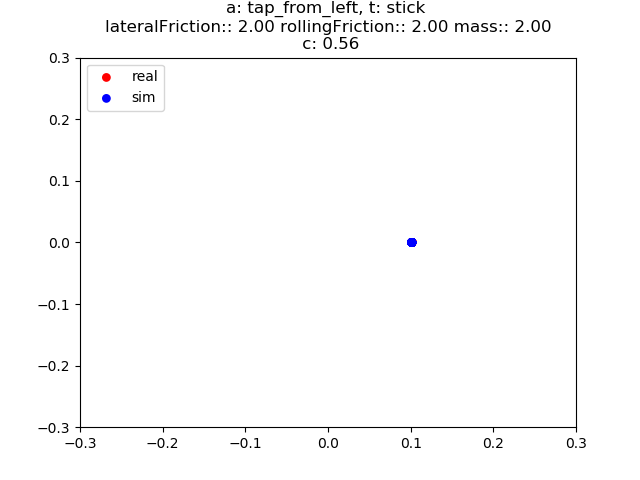 a: tap_from_left, t: stick
lateralFriction:: 2.00 rollingFriction:: 2.00 mass:: 2.00
c: 0.56
real
sim
0.3
0.2
0.1
0.0
−0.1
−0.2
−0.3
−0.3 −0.2 −0.1 0.0 0.1 0.2 0.3